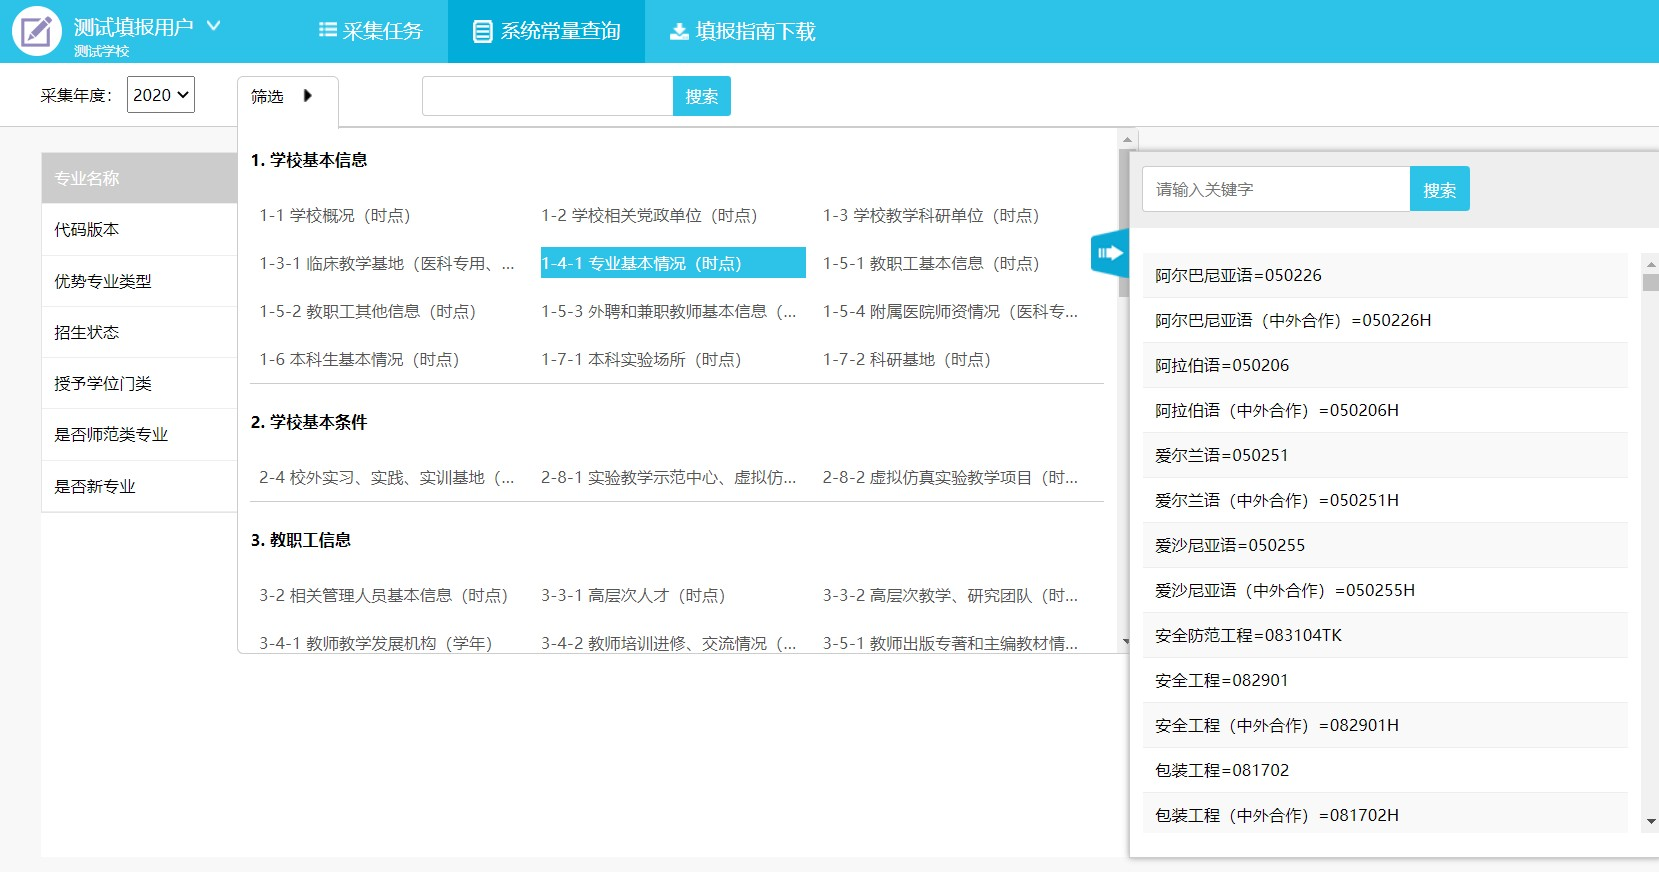 测试填报用户
测试学校
采集任务
系统常量查询
填报指南下载
采集年度：
2020
筛选
搜索
专业名称
代码版本
优势专业类型
招生状态
授予学位门类
是否师范类专业
是否新专业
1. 学校基本信息
1-1 学校概况（时点）
1-2 学校相关党政单位（时点）
1-3 学校教学科研单位（时点）
1-3-1 临床教学基地（医科专用、...
1-4-1 专业基本情况（时点）
1-5-1 教职工基本信息（时点）
1-5-2 教职工其他信息（时点）
1-5-3 外聘和兼职教师基本信息（...
1-5-4 附属医院师资情况（医科专...
1-6 本科生基本情况（时点）
1-7-1 本科实验场所（时点）
1-7-2 科研基地（时点）
2. 学校基本条件
2-4 校外实习、实践、实训基地（...
2-8-1 实验教学示范中心、虚拟仿...
2-8-2 虚拟仿真实验教学项目（时...
3. 教职工信息
3-2 相关管理人员基本信息（时点）
3-3-1 高层次人才（时点）
3-3-2 高层次教学、研究团队（时...
3-4-1 教师教学发展机构（学年）
3-4-2 教师培训进修、交流情况（...
3-5-1 教师出版专著和主编教材情...
请输入关键字
搜索
阿尔巴尼亚语=050226
阿尔巴尼亚语（中外合作）=050226H
阿拉伯语=050206
阿拉伯语（中外合作）=050206H
爱尔兰语=050251
爱尔兰语（中外合作）=050251H
爱沙尼亚语=050255
爱沙尼亚语（中外合作）=050255H
安全防范工程=083104TK
安全工程=082901
安全工程（中外合作）=082901H
包装工程=081702
包装工程（中外合作）=081702H